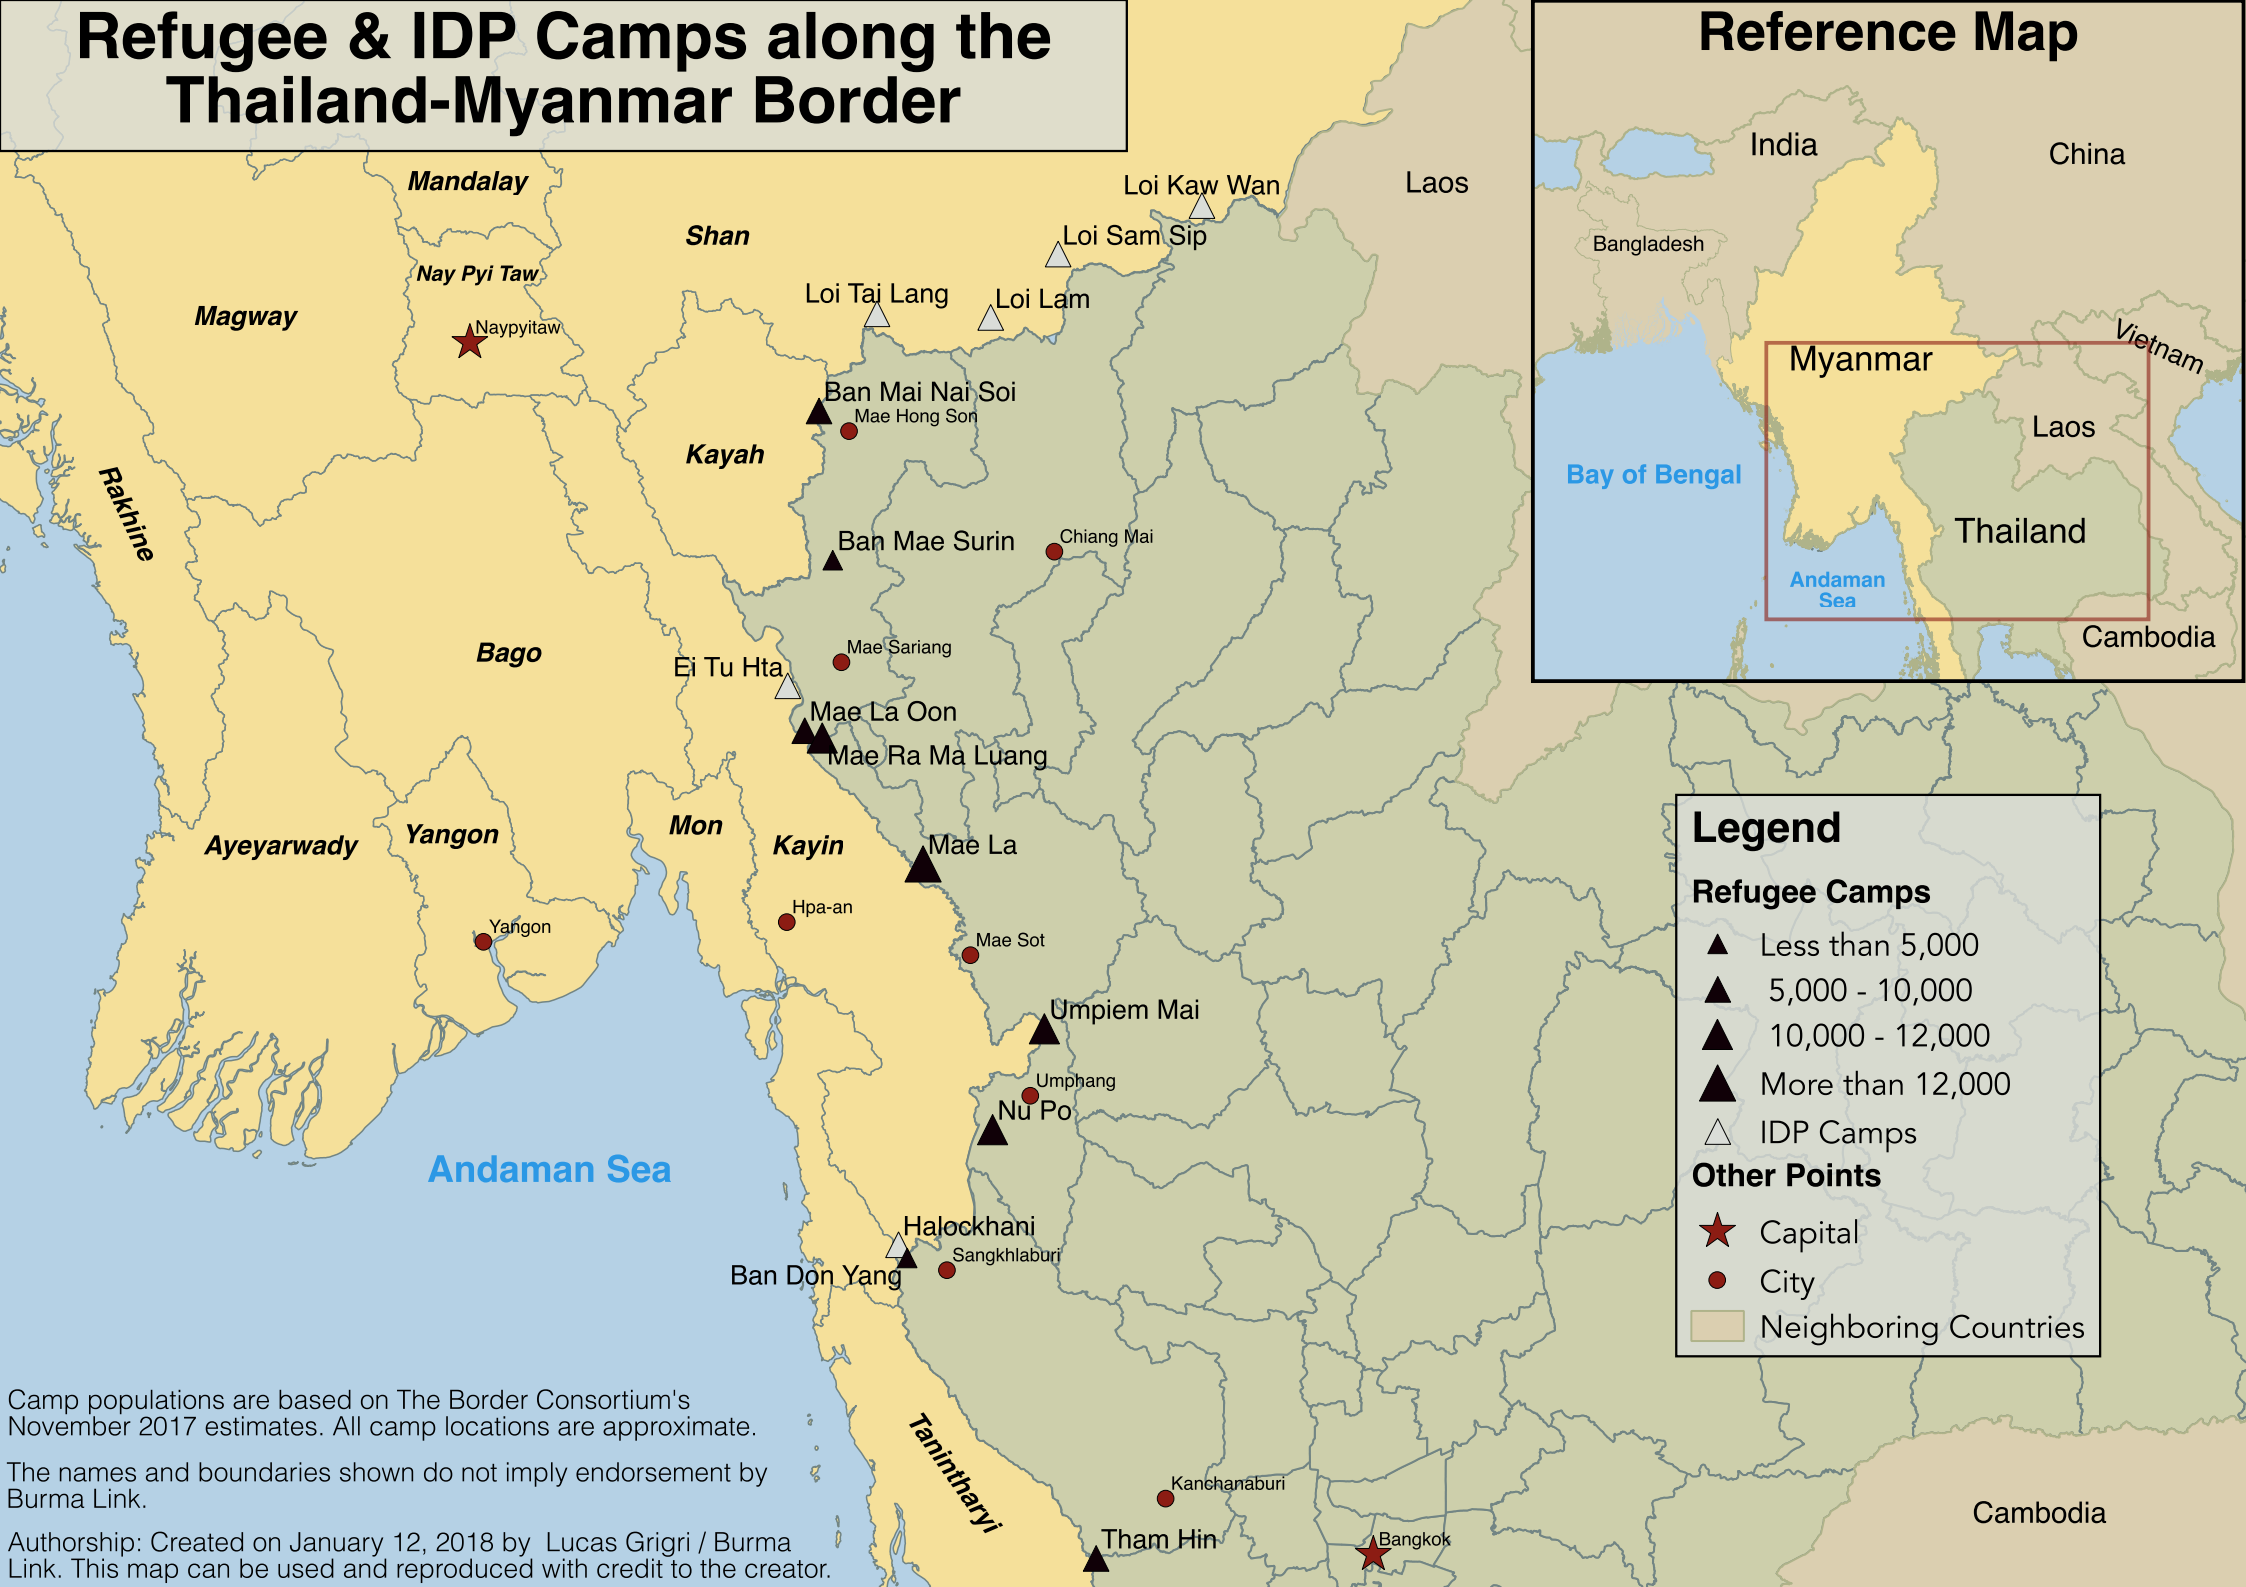 Refugee & IDP Camps along the
Thailand-Myanmar Border
Reference Map
India
China
Bangladesh
Vietnam
Myanmar
Laos
Bay of Bengal
Thailand
Andaman
Sea
Cambodia
Mandalay
Shan
Nay Pyi Taw
Naypyitaw
Magway
Loi Kaw Wan
Laos
Loi Sam Sip
Loi Tai Lang
Loi Lam
Ban Mai Nai Soi
Mae Hong Son
Kayah
Rakhine
Ban Mae Surin
Chiang Mai
Bago
Mae Sariang
Ei Tu Hta
Mae La Oon
Mae Ra Ma Luang
Ayeyarwady
Yangon
Mon
Kayin
Mae La
Hpa-an
Yangon
Mae Sot
Umpiem Mai
Umphang
Nu Po
Andaman Sea
Halockhani
Sangkhlaburi
Ban Don Yang
Tanintharyi
Kanchanaburi
Tham Hin
Bangkok
Cambodia
Legend
Refugee Camps
Less than 5,000
5,000 - 10,000
10,000 - 12,000
More than 12,000
IDP Camps
Other Points
Capital
City
Neighboring Countries
Camp populations are based on The Border Consortium's
November 2017 estimates. All camp locations are approximate.
The names and boundaries shown do not imply endorsement by
Burma Link.
Authorship: Created on January 12, 2018 by Lucas Grigri / Burma
Link. This map can be used and reproduced with credit to the creator.